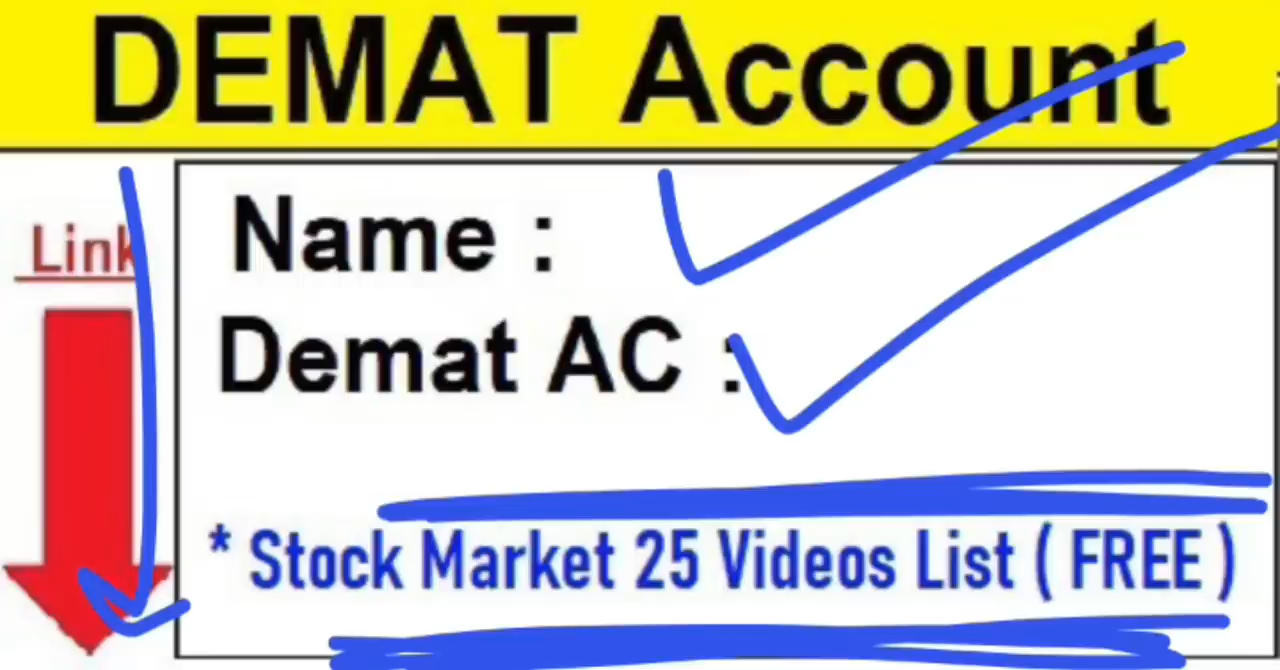 DEMAT Account
Link
Name :
Demat AC :
* Stock Market 25 Videos List ( FREE )